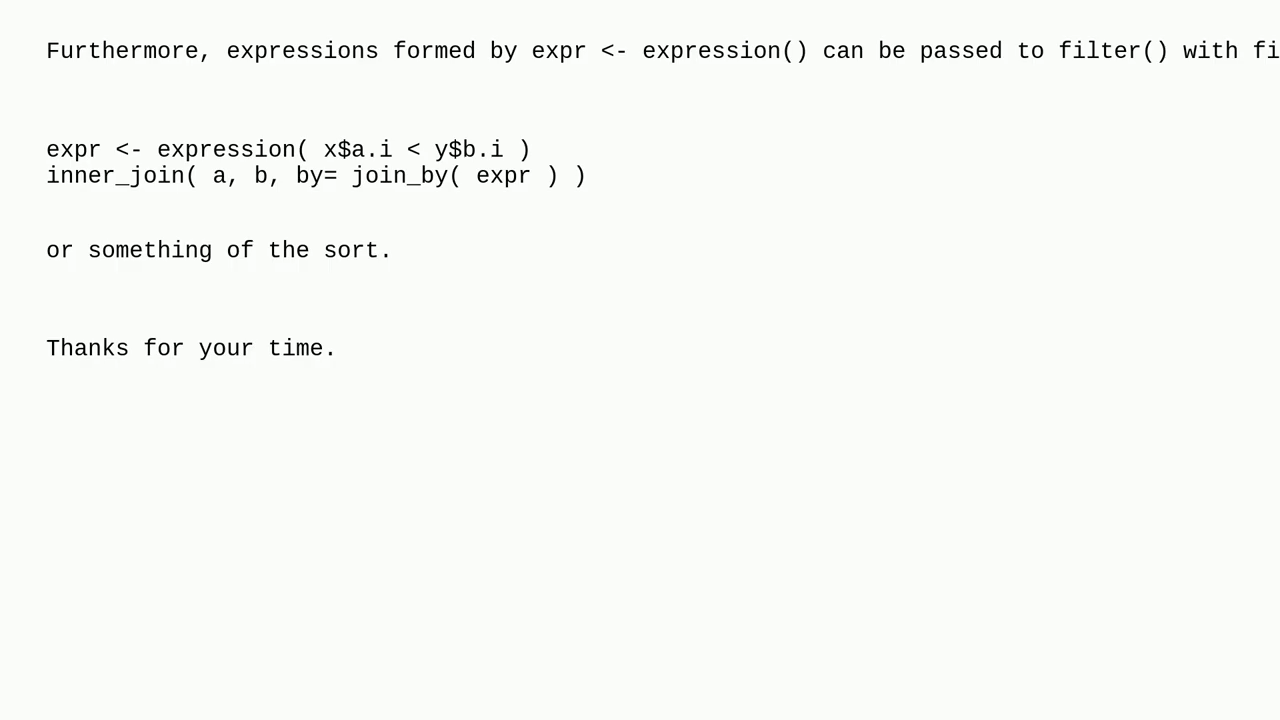 Furthermore, expressions formed by expr <- expression() can be passed to filter() with
expr <- expression( x$a.i < y$b.i )
inner_join( a, b, by= join_by( expr ) )
or something of the sort.
Thanks for your time.